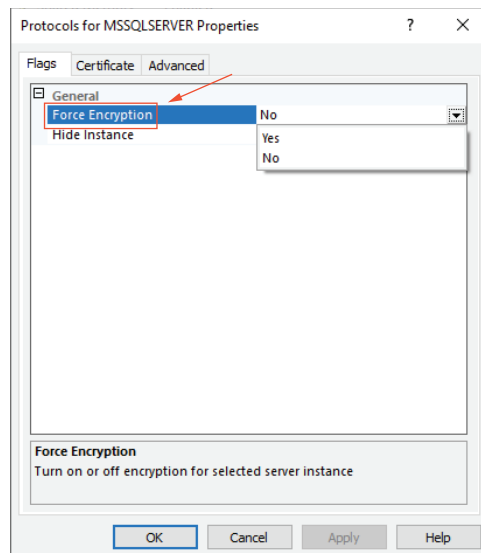 Protocols for MSSQLSERVER Properties ? ×
Flags Certificate Advanced
General
Force Encryption No
Hide Instance
Yes
No
Force Encryption
Turn on or off encryption for selected server instance
OK Cancel Apply Help